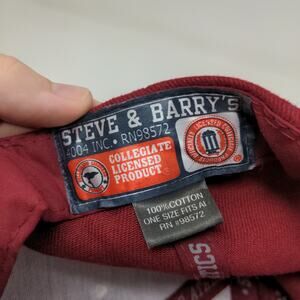 STEVE & BARRY'S
2004 INC. • RN98572
COLLEGIATE
LICENSED
PRODUCT
100%COTTON
ONE SIZE FITS Al
RN #98572